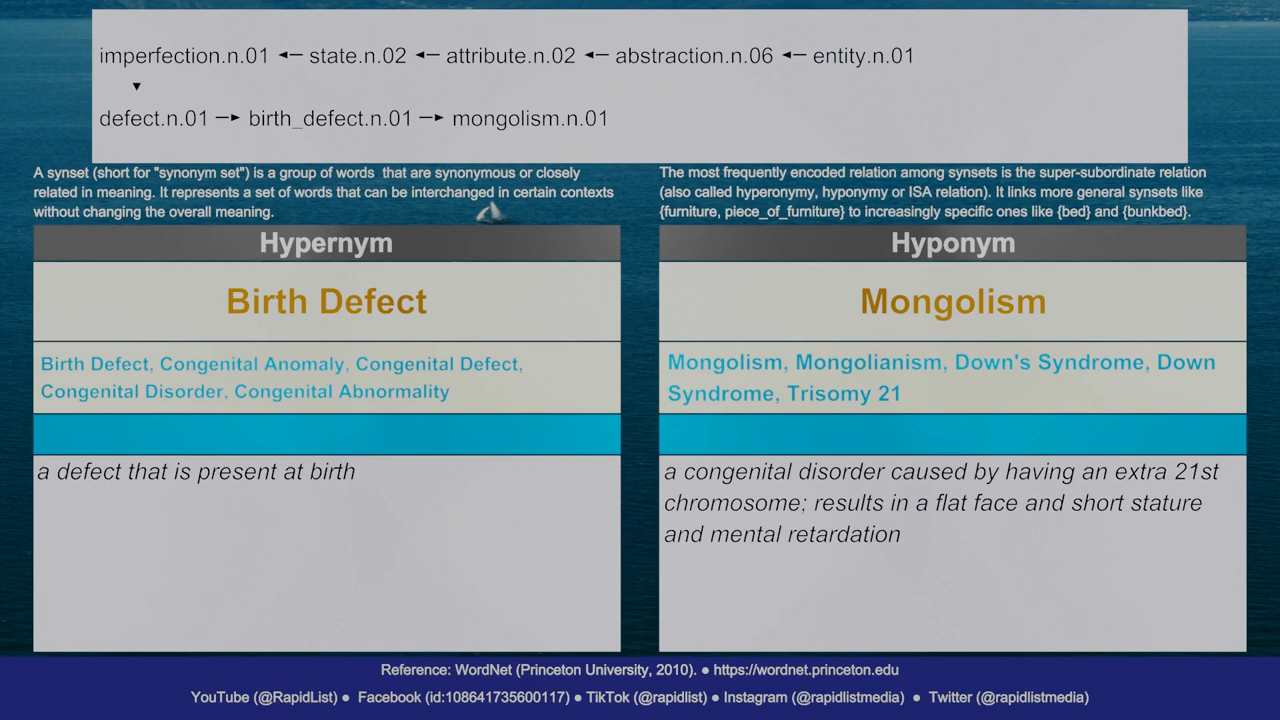 imperfection.n.01 ◄─ state.n.02 ◄─ attribute.n.02 ◄─ abstraction.n.06 ◄─ entity.n.01
▼
defect.n.01 ─► birth_defect.n.01 ─► mongolism.n.01
A synset (short for "synonym set") is a group of words that are synonymous or closely
related in meaning. It represents a set of words that can be interchanged in certain contexts
without changing the overall meaning.
The most frequently encoded relation among synsets is the super-subordinate relation
(also called hyperonymy, hyponymy or ISA relation). It links more general synsets like
{furniture, piece_of_furniture} to increasingly specific ones like {bed} and {bunkbed}.
Hypernym
Birth Defect
Birth Defect, Congenital Anomaly, Congenital Defect,
Congenital Disorder, Congenital Abnormality
a defect that is present at birth
Hyponym
Mongolism
Mongolism, Mongolianism, Down's Syndrome, Down
Syndrome, Trisomy 21
a congenital disorder caused by having an extra 21st
chromosome; results in a flat face and short stature
and mental retardation
Reference: WordNet (Princeton University, 2010). ● https://wordnet.princeton.edu
YouTube (@RapidList) ● Facebook (id:108641735600117) ● TikTok (@rapidlist) ● Instagram (@rapidlistmedia) ● Twitter (@rapidlistmedia)